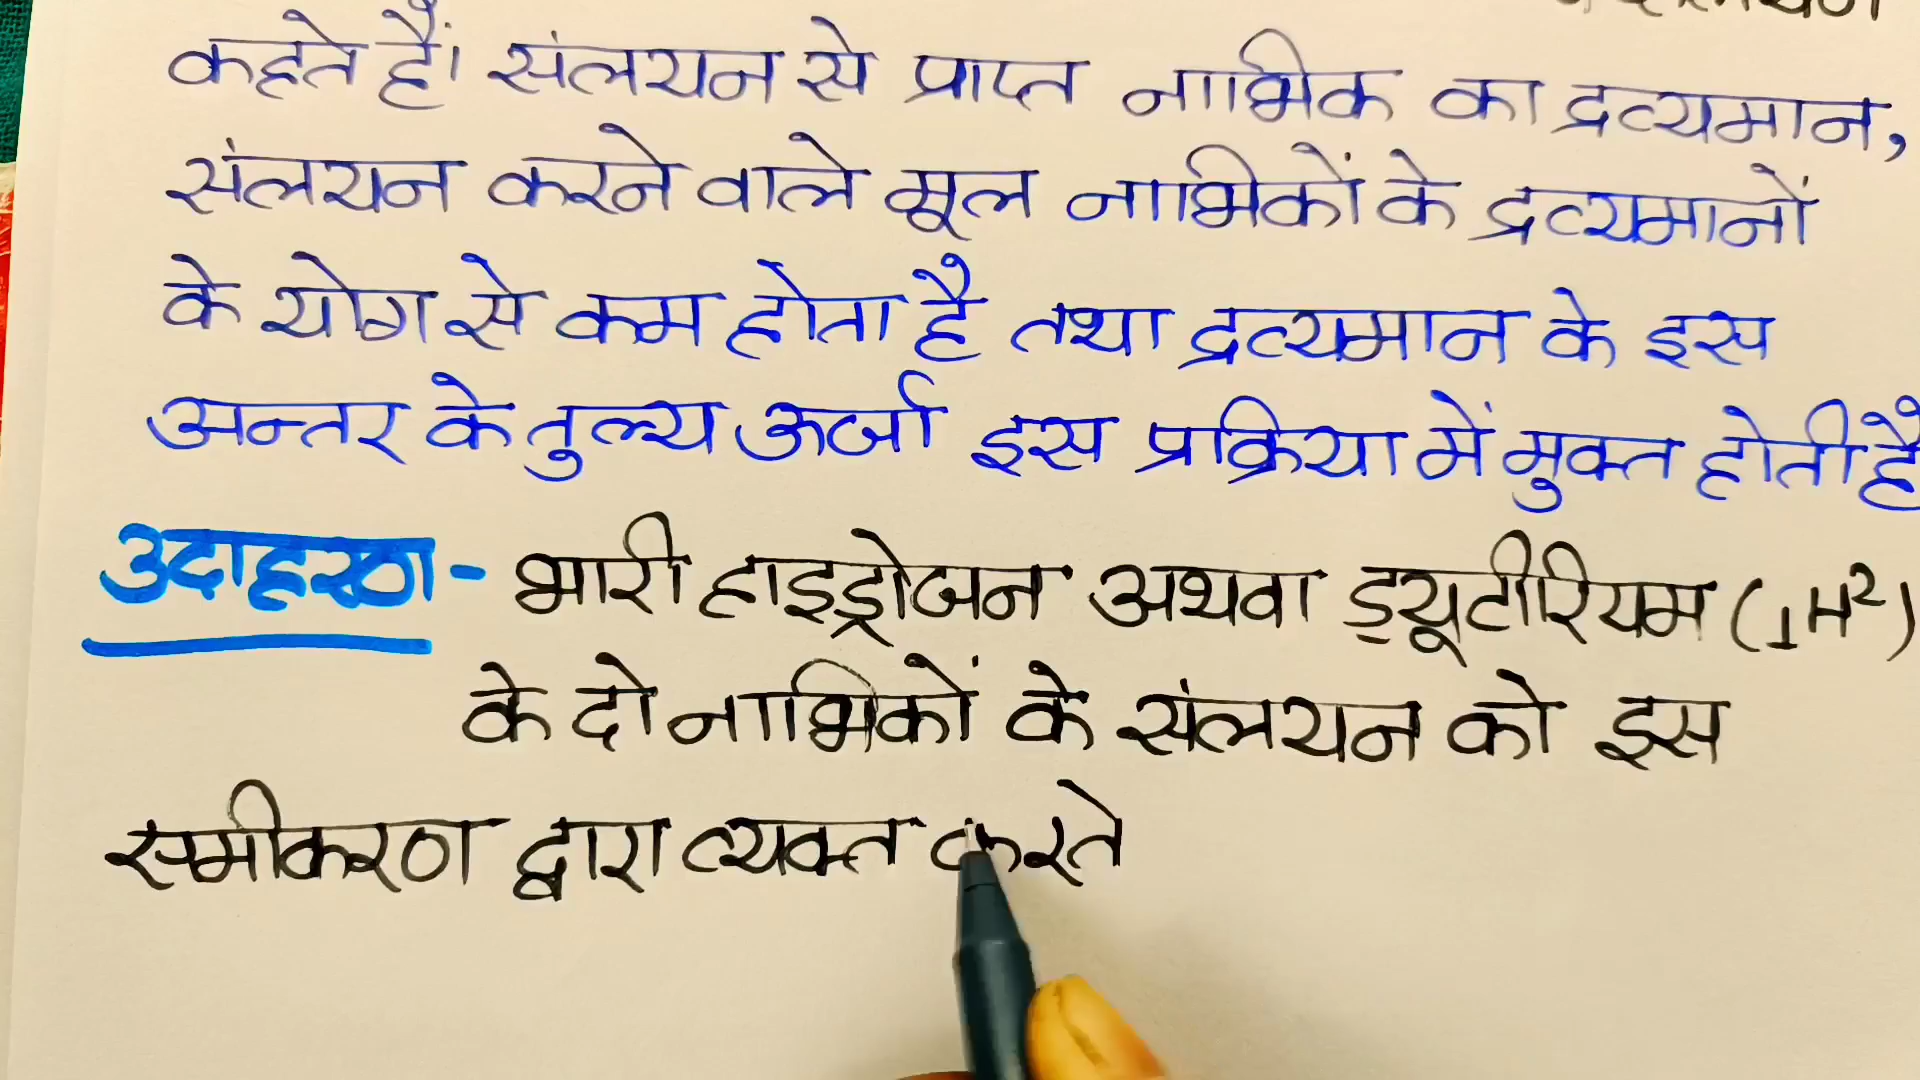 कहते हैं। संलयन से प्राप्त नाभिक का द्रव्यमान,
संलयन करने वाले मूल नाभिकों के द्रव्यमानों
के योग से कम होता है तथा द्रव्यमान के इस
अन्तर के तुल्य ऊर्जा इस प्रक्रिया में मुक्त होती है
उदाहरण- भारी हाइड्रोजन अथवा ड्यूटीरियम (₁H²)
के दो नाभिकों के संलयन को इस
समीकरण द्वारा व्यक्त करते